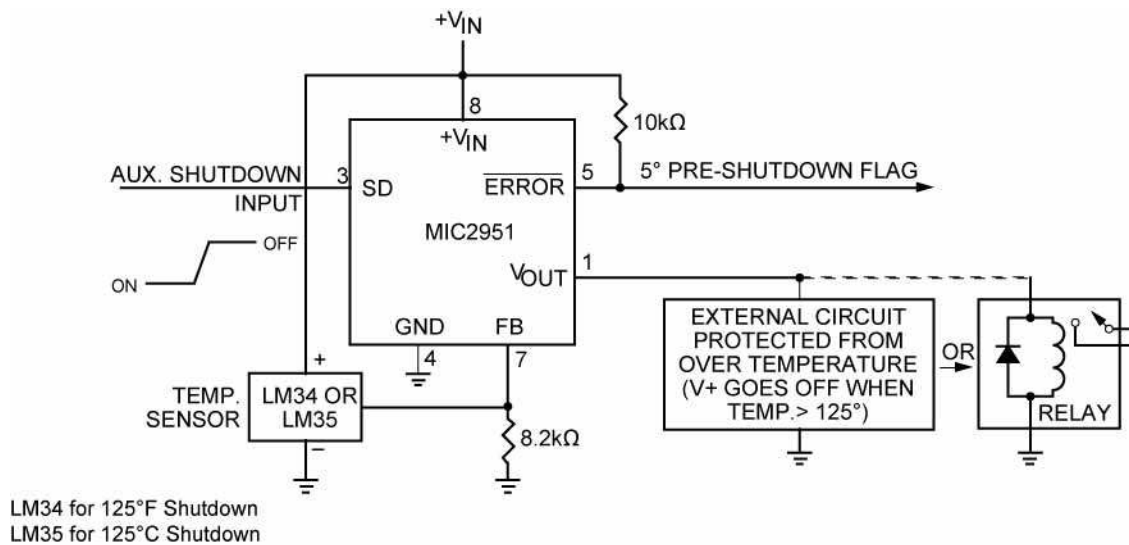 +VIN
8
+VIN
10kΩ
AUX. SHUTDOWN
INPUT
3
SD
ERROR
5
5° PRE-SHUTDOWN FLAG
MIC2951
OFF
ON
VOUT
1
GND
FB
4
7
EXTERNAL CIRCUIT
PROTECTED FROM
OVER TEMPERATURE
(V+ GOES OFF WHEN
TEMP.> 125°)
OR
RELAY
+
TEMP.
SENSOR
LM34 OR
LM35
–
8.2kΩ
LM34 for 125°F Shutdown
LM35 for 125°C Shutdown